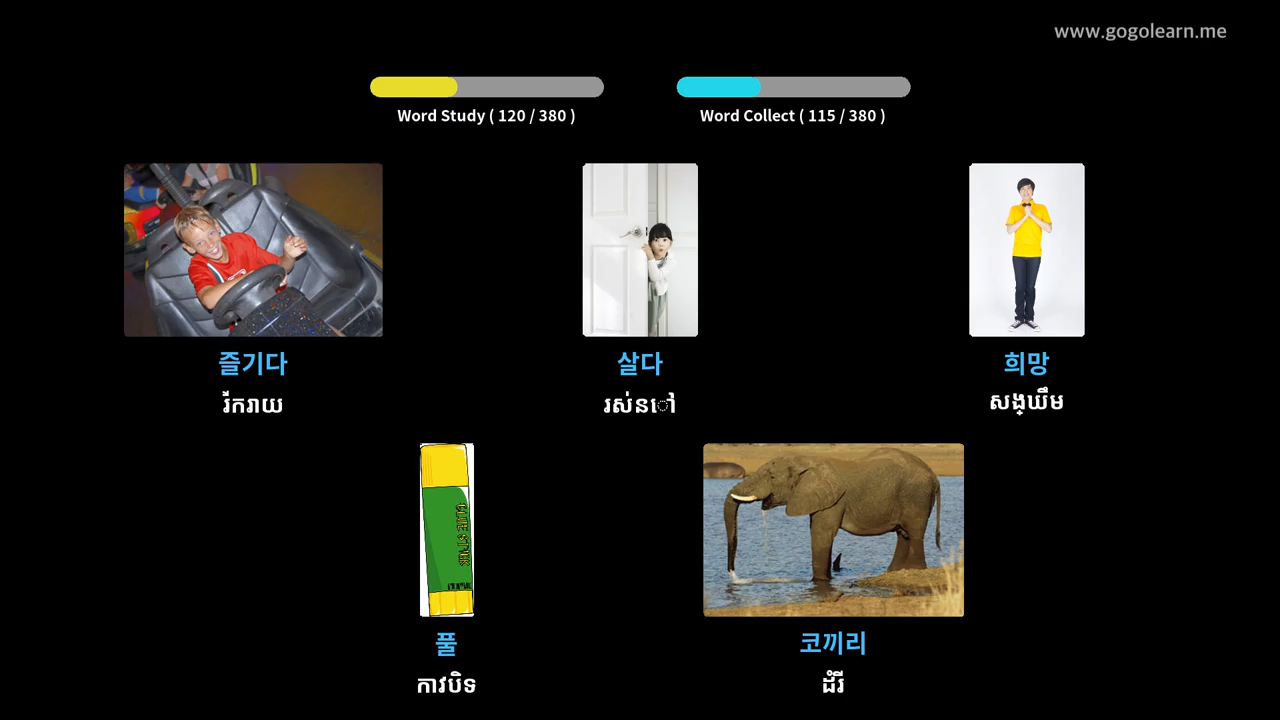 www.gogolearn.me
Word Study ( 120 / 380 )
Word Collect ( 115 / 380 )
즐기다
살다
희망
រីករាយ
រស់នៅ
សង្ឃឹម
GLUE STICK
풀
코끼리
កាវបិទ
ដំរី